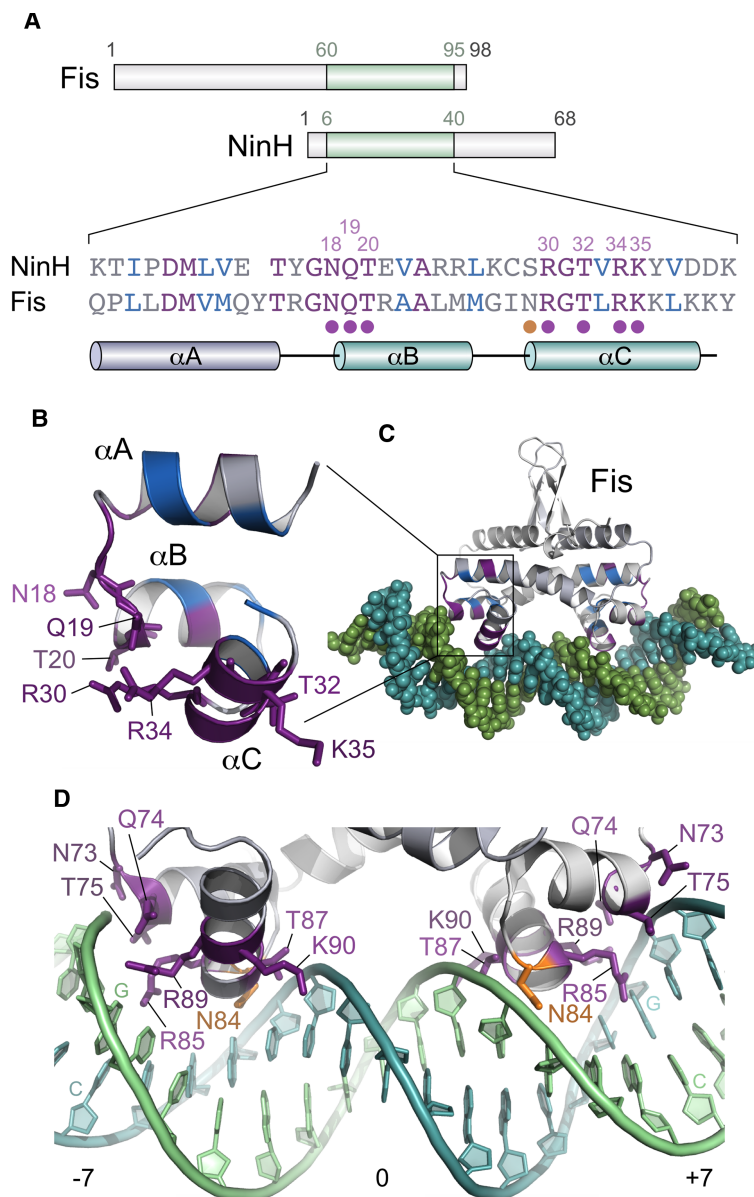 A
1 60 95 98
Fis
1 6 40 68
NinH
19
18 20 30 32 34 35
NinH KTIPDMLVE TYGNQTEVARRLKCSRGTVRKYVDDK
Fis QPLLDMVMQYTRGNQTRAALMMGINRGTLRKKLKKY
αA αB αC
B
C
αA
Fis
αB
N18
Q19
T20
R30
T32
R34
K35
αC
D
Q74 Q74
N73 N73
T75 T75
T87 K90 R89
K90 T87
R89 R85
G N84 G
R85 N84
C C
-7 0 +7